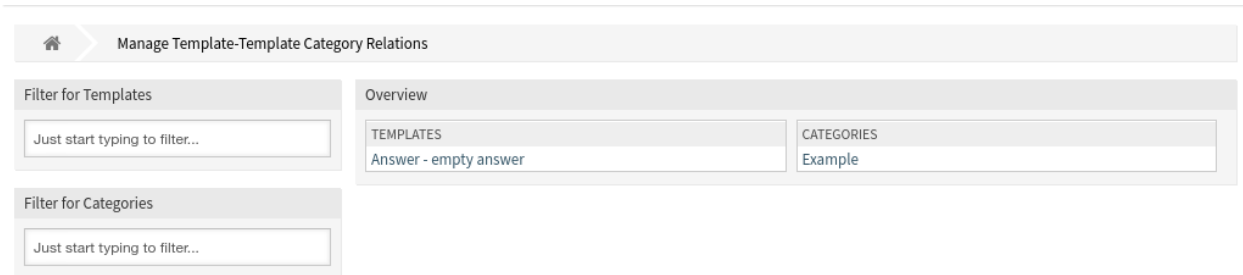 Manage Template-Template Category Relations
Filter for Templates
Just start typing to filter...
Filter for Categories
Just start typing to filter...
Overview
TEMPLATES
Answer - empty answer
CATEGORIES
Example